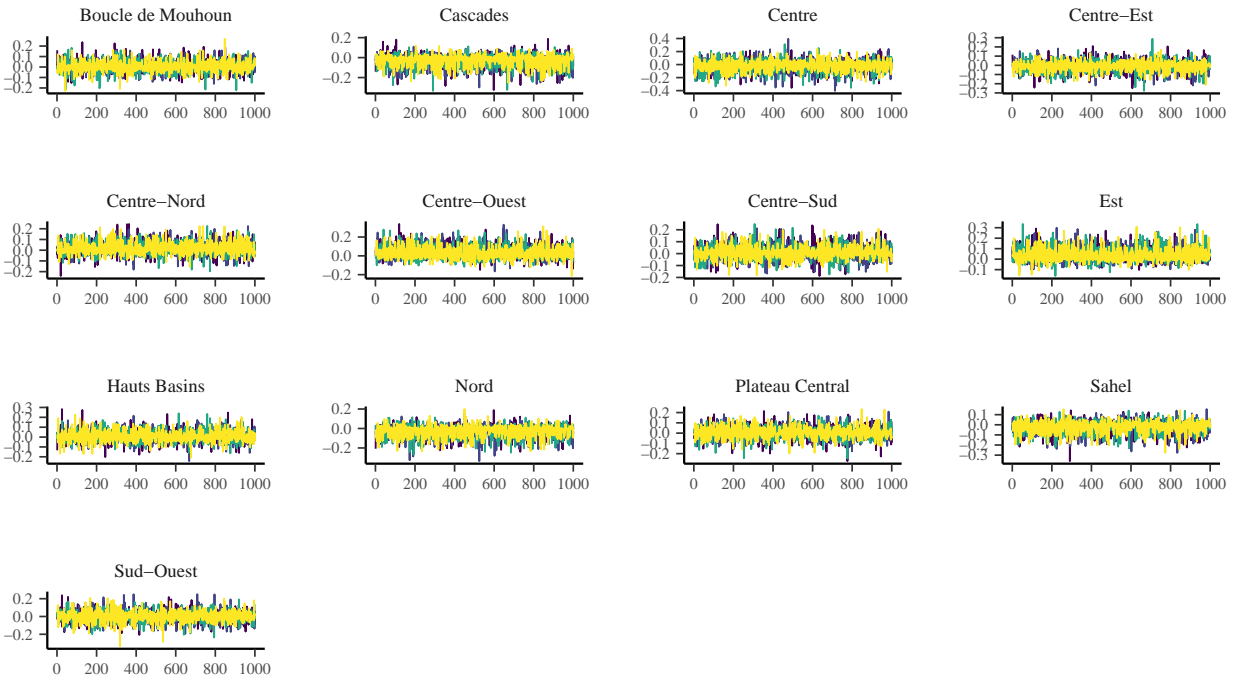 Boucle de Mouhoun Cascades Centre Centre−Est
0.2 0.1 0.0 −0.1 −0.2 0.2 0.0 −0.2 0.4 0.2 0.0 −0.2 −0.4 0.3 0.2 0.1 0.0 −0.1 −0.2 −0.3
0 200 400 600 800 1000 0 200 400 600 800 1000 0 200 400 600 800 1000 0 200 400 600 800 1000
Centre−Nord Centre−Ouest Centre−Sud Est
0.2 0.1 0.0 −0.1 −0.2 0.2 0.0 −0.2 0.2 0.1 0.0 −0.1 −0.2 0.3 0.2 0.1 0.0 −0.1
0 200 400 600 800 1000 0 200 400 600 800 1000 0 200 400 600 800 1000 0 200 400 600 800 1000
Hauts Basins Nord Plateau Central Sahel
0.3 0.2 0.1 0.0 −0.1 −0.2 0.2 0.0 −0.2 0.2 0.1 0.0 −0.1 −0.2 0.1 0.0 −0.1 −0.2 −0.3
0 200 400 600 800 1000 0 200 400 600 800 1000 0 200 400 600 800 1000 0 200 400 600 800 1000
Sud−Ouest
0.2
0.0
−0.2
0 200 400 600 800 1000